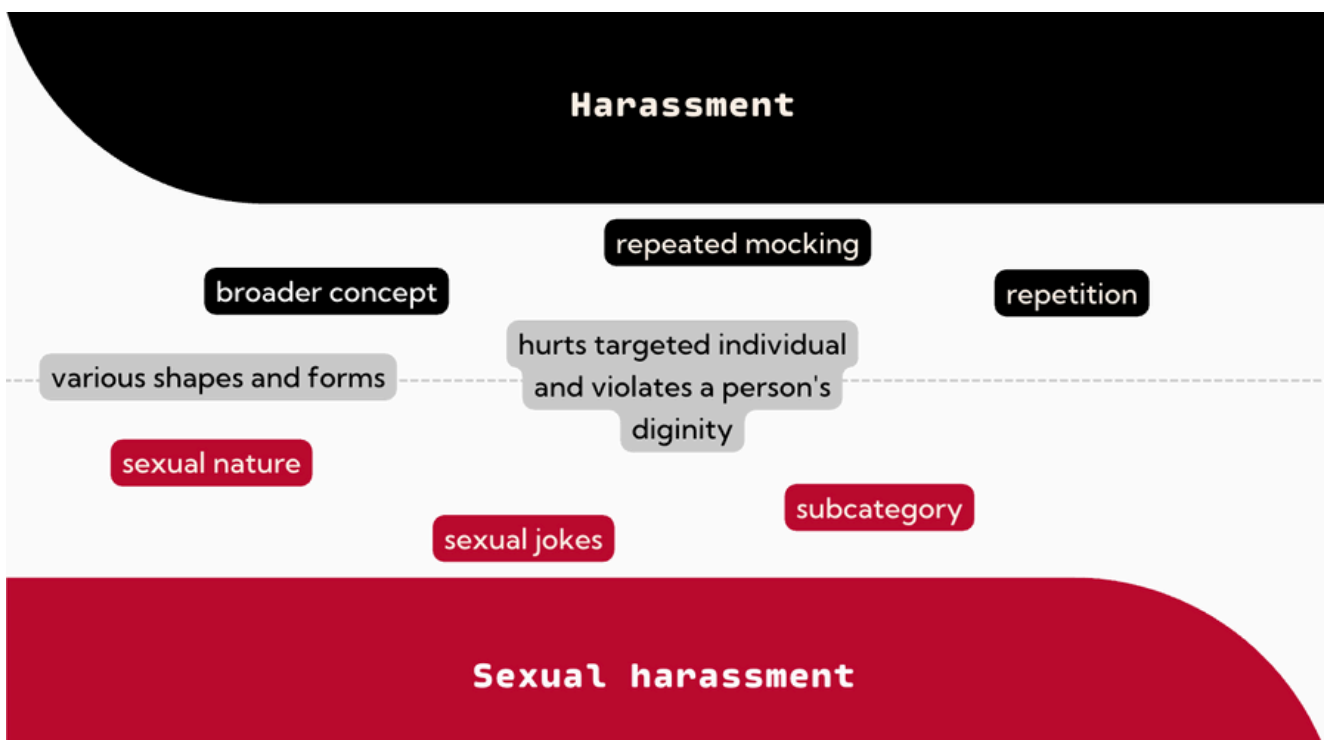 Harassment
repeated mocking
broader concept
repetition
hurts targeted individual
and violates a person's
diginity
various shapes and forms
sexual nature
subcategory
sexual jokes
Sexual harassment